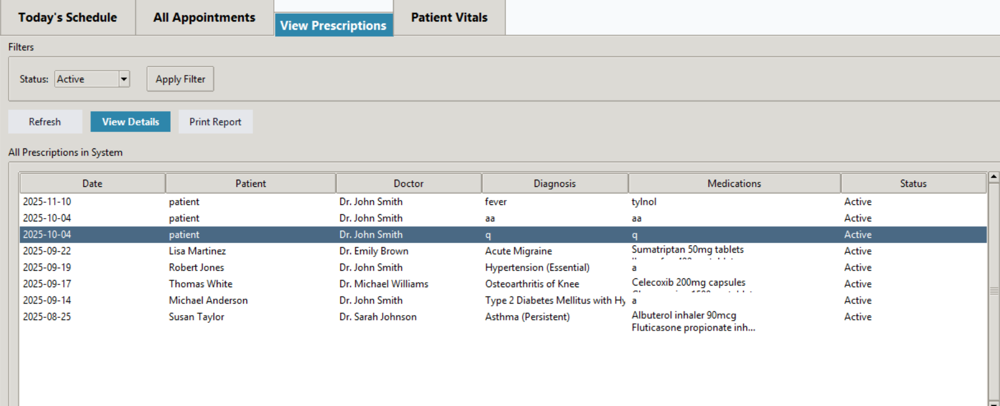 Today's Schedule All Appointments View Prescriptions Patient Vitals
Filters
Status: Active Apply Filter
Refresh View Details Print Report
All Prescriptions in System
Date Patient Doctor Diagnosis Medications Status
2025-11-10 patient Dr. John Smith fever tylnol Active
2025-10-04 patient Dr. John Smith aa aa Active
2025-10-04 patient Dr. John Smith q q Active
2025-09-22 Lisa Martinez Dr. Emily Brown Acute Migraine Sumatriptan 50mg tablets Active
2025-09-19 Robert Jones Dr. John Smith Hypertension (Essential) a Active
2025-09-17 Thomas White Dr. Michael Williams Osteoarthritis of Knee Celecoxib 200mg capsules Active
2025-09-14 Michael Anderson Dr. John Smith Type 2 Diabetes Mellitus with Hy a Active
2025-08-25 Susan Taylor Dr. Sarah Johnson Asthma (Persistent) Albuterol inhaler 90mcg Active
Fluticasone propionate inh...